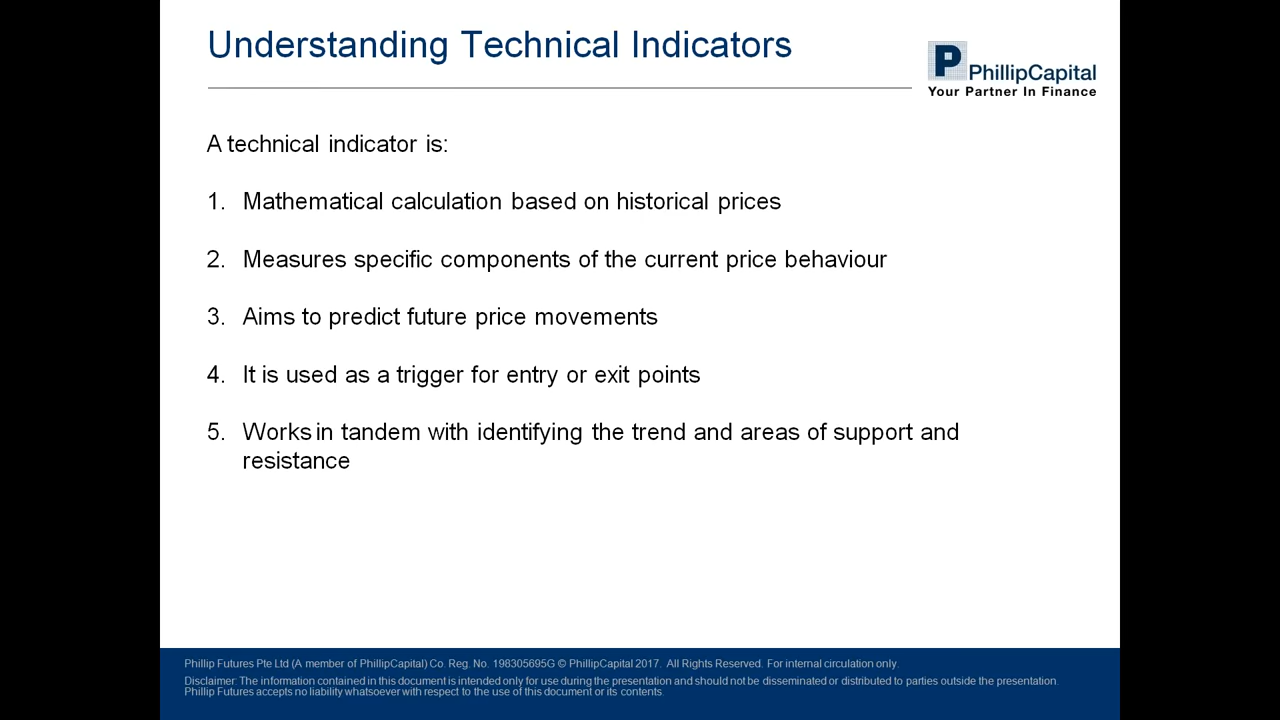 Understanding Technical Indicators
P PhillipCapital
Your Partner In Finance
A technical indicator is:
1. Mathematical calculation based on historical prices
2. Measures specific components of the current price behaviour
3. Aims to predict future price movements
4. It is used as a trigger for entry or exit points
5. Works in tandem with identifying the trend and areas of support and
resistance
Phillip Futures Pte Ltd (A member of PhillipCapital) Co. Reg. No. 198305695G © PhillipCapital 2017. All Rights Reserved. For internal circulation only.
Disclaimer: The information contained in this document is intended only for use during the presentation and should not be disseminated or distributed to parties outside the presentation.
Phillip Futures accepts no liability whatsoever with respect to the use of this document or its contents.